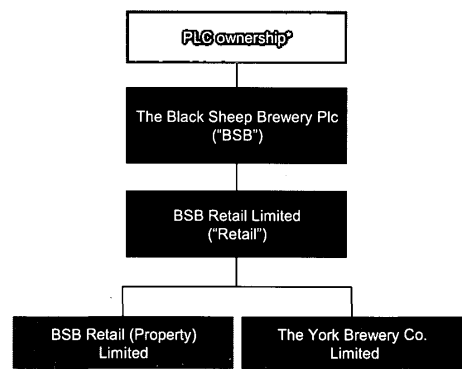 PLC ownership*
The Black Sheep Brewery Plc
("BSB")
BSB Retail Limited
("Retail")
BSB Retail (Property)
Limited
The York Brewery Co.
Limited